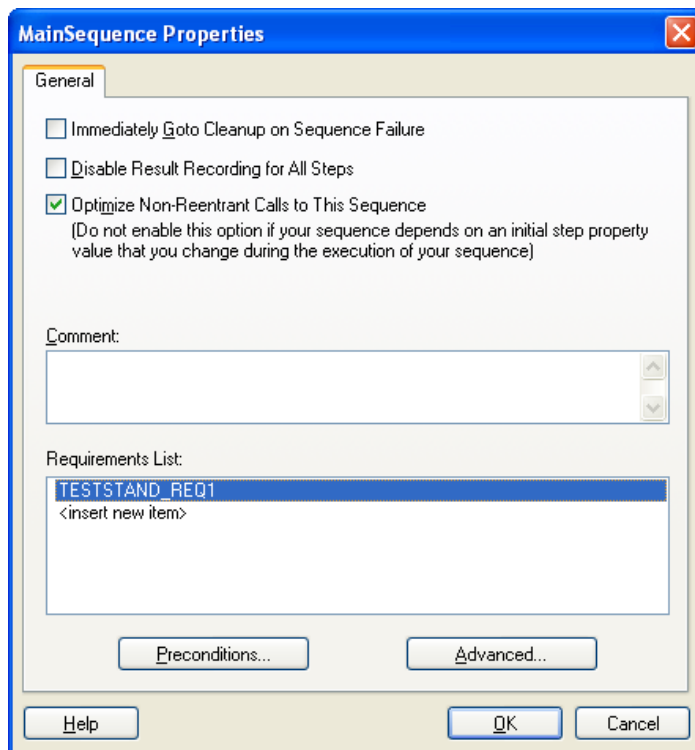 MainSequence Properties
General
Immediately Goto Cleanup on Sequence Failure
Disable Result Recording for All Steps
Optimize Non-Reentrant Calls to This Sequence
(Do not enable this option if your sequence depends on an initial step property
value that you change during the execution of your sequence)
Comment:
Requirements List:
TESTSTAND_REQ1
<insert new item>
Preconditions... Advanced...
Help OK Cancel